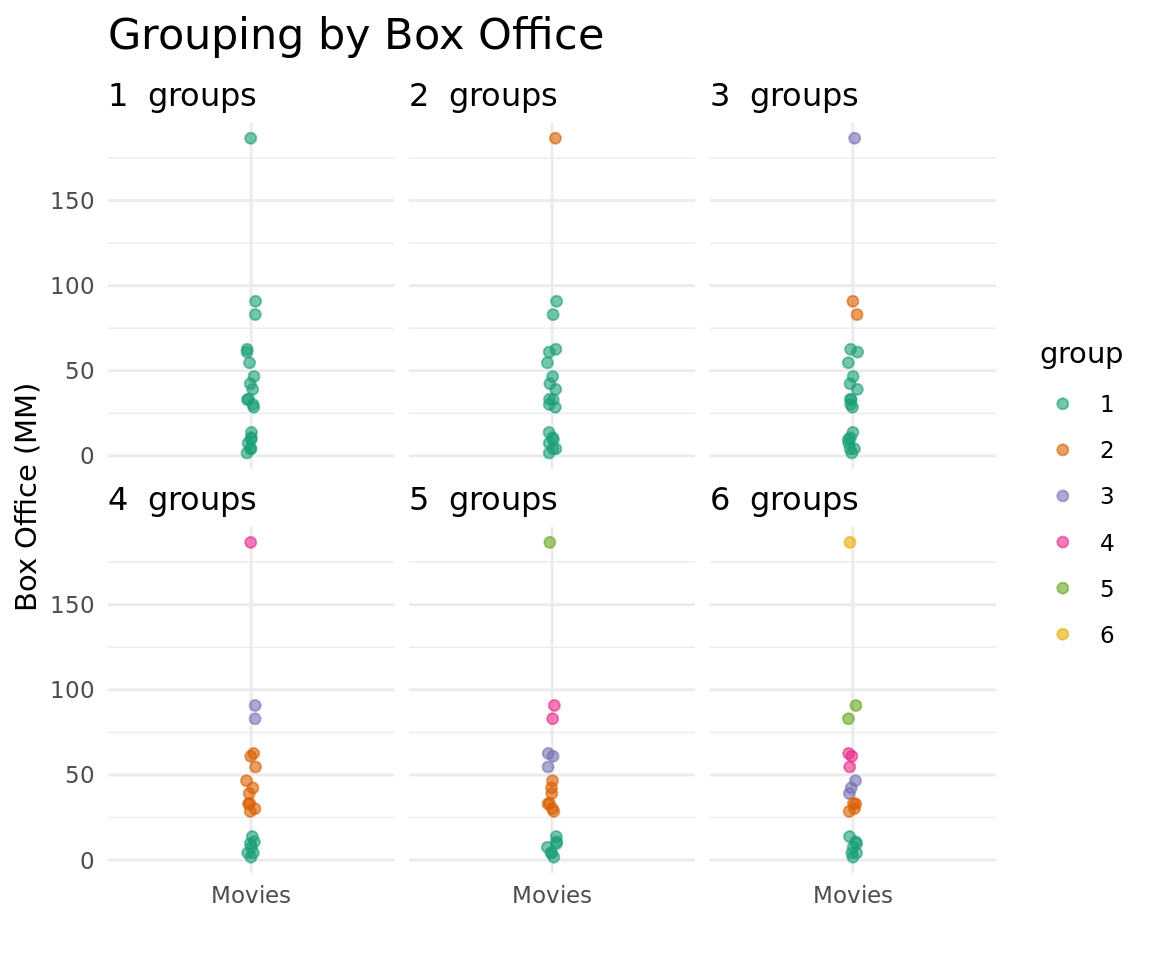 Grouping by Box Office
1 groups
2 groups
3 groups
150
100
50
0
4 groups
5 groups
6 groups
150
100
50
0
Movies
Movies
Movies
Box Office (MM)
group
1
2
3
4
5
6